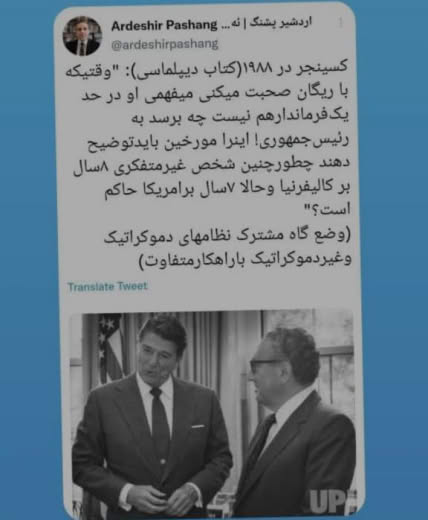 Ardeshir Pashang ... اردشیر پشنگ | ئه
@ardeshirpashang
کسینجر در ۱۹۸۸(کتاب دیپلماسی): "وقتیکه
با ریگان صحبت میکنی میفهمی او در حد
یک‌فرماندارهم نیست چه برسد به
رئیس‌جمهوری! اینرا مورخین بایدتوضیح
دهند چطورچنین شخص غیرمتفکری ۸سال
بر کالیفرنیا وحالا ۷سال برامریکا حاکم
است؟"
(وضع گاه مشترک نظامهای دموکراتیک
وغیردموکراتیک باراهکارمتفاوت)
Translate Tweet
UPI